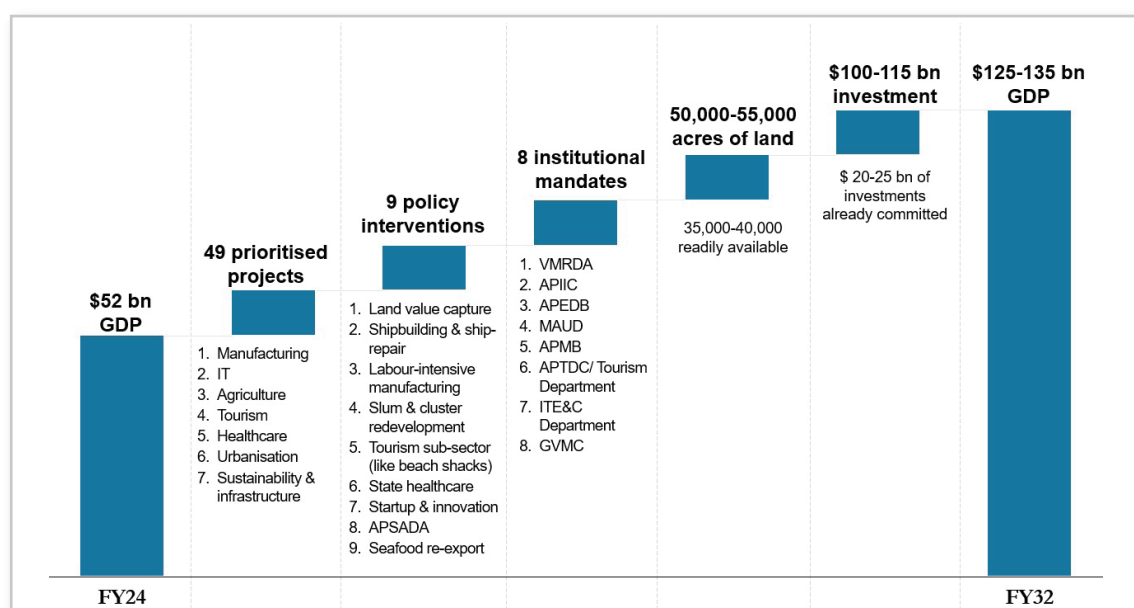 $52 bn
GDP
49 prioritised
projects
1. Manufacturing
2. IT
3. Agriculture
4. Tourism
5. Healthcare
6. Urbanisation
7. Sustainability &
infrastructure
9 policy
interventions
1. Land value capture
2. Shipbuilding & ship-
repair
3. Labour-intensive
manufacturing
4. Slum & cluster
redevelopment
5. Tourism sub-sector
(like beach shacks)
6. State healthcare
7. Startup & innovation
8. APSADA
9. Seafood re-export
8 institutional
mandates
1. VMRDA
2. APIIC
3. APEDB
4. MAUD
5. APMB
6. APTDC/ Tourism
Department
7. ITE&C
Department
8. GVMC
50,000-55,000
acres of land
35,000-40,000
readily available
$100-115 bn
investment
$ 20-25 bn of
investments
already committed
$125-135 bn
GDP
FY24
FY32